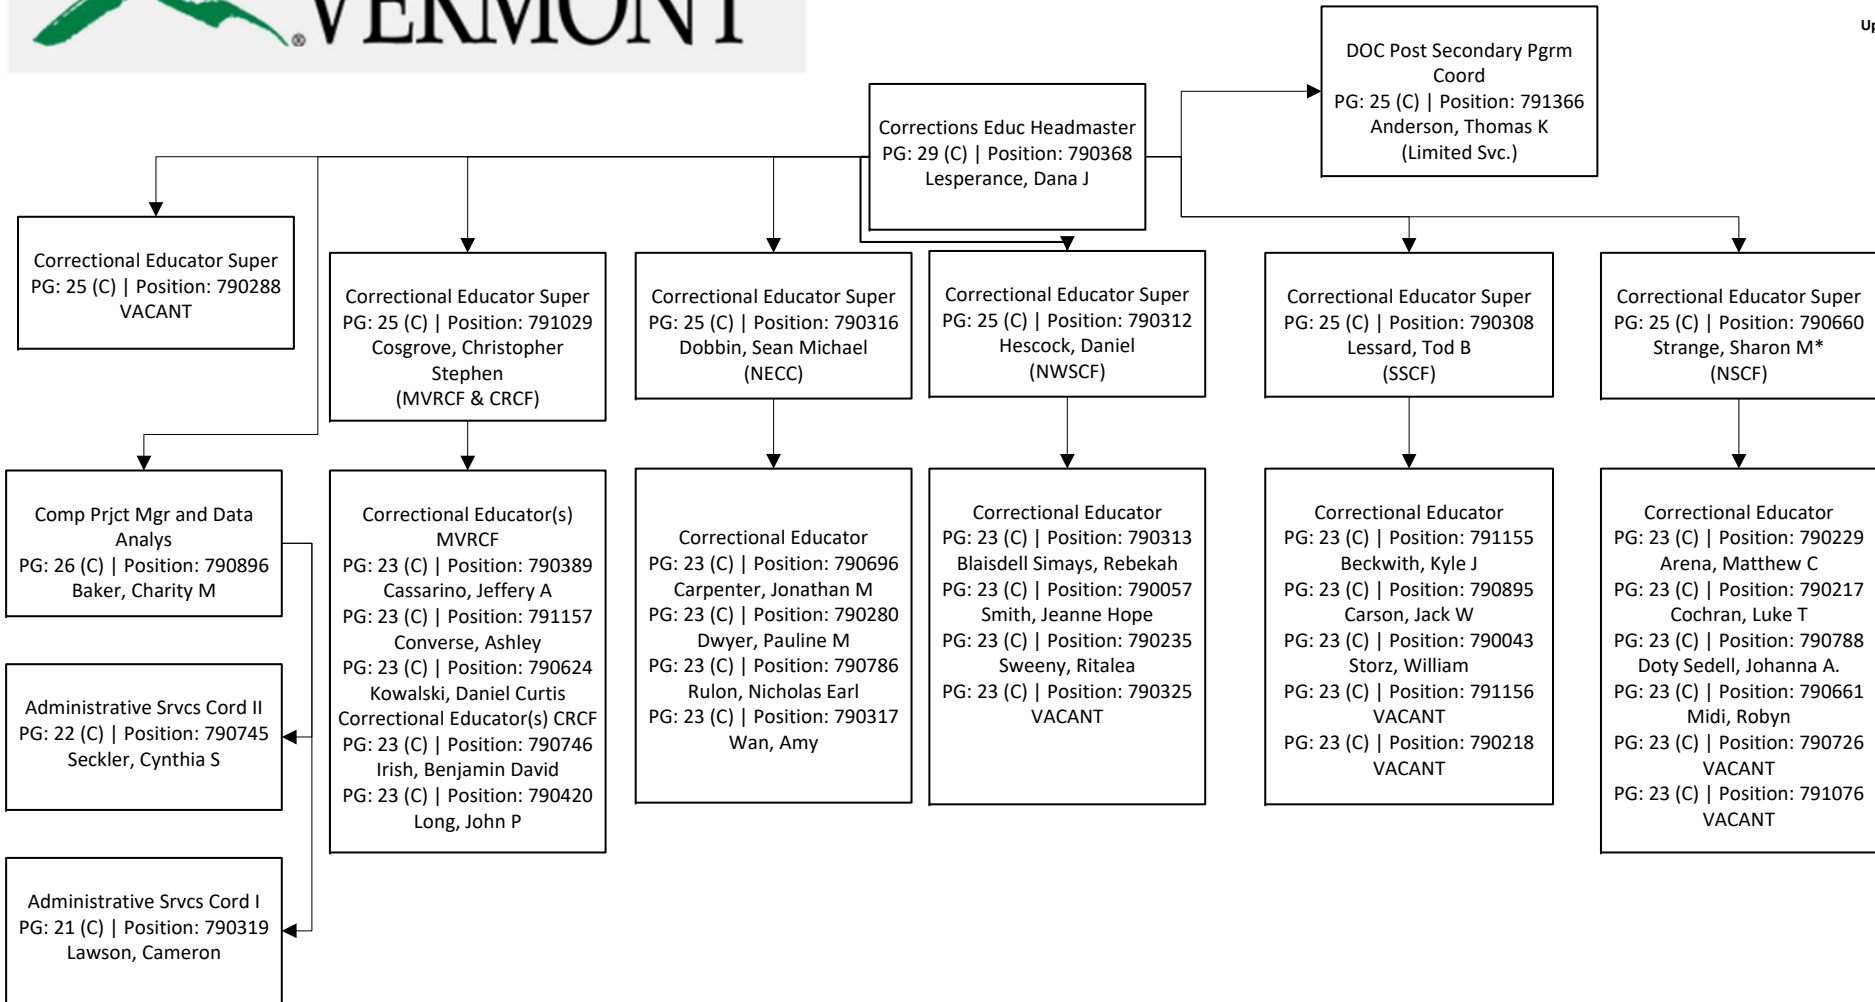 VERMONT
®
Up
DOC Post Secondary Pgrm
Coord
PG: 25 (C) | Position: 791366
Anderson, Thomas K
(Limited Svc.)
Corrections Educ Headmaster
PG: 29 (C) | Position: 790368
Lesperance, Dana J
Correctional Educator Super
PG: 25 (C) | Position: 790288
VACANT
Correctional Educator Super
PG: 25 (C) | Position: 791029
Cosgrove, Christopher
Stephen
(MVRCF & CRCF)
Correctional Educator Super
PG: 25 (C) | Position: 790316
Dobbin, Sean Michael
(NECC)
Correctional Educator Super
PG: 25 (C) | Position: 790312
Hescock, Daniel
(NWSCF)
Correctional Educator Super
PG: 25 (C) | Position: 790308
Lessard, Tod B
(SSCF)
Correctional Educator Super
PG: 25 (C) | Position: 790660
Strange, Sharon M*
(NSCF)
Comp Prjct Mgr and Data
Analys
PG: 26 (C) | Position: 790896
Baker, Charity M
Correctional Educator(s)
MVRCF
PG: 23 (C) | Position: 790389
Cassarino, Jeffery A
PG: 23 (C) | Position: 791157
Converse, Ashley
PG: 23 (C) | Position: 790624
Kowalski, Daniel Curtis
Correctional Educator(s) CRCF
PG: 23 (C) | Position: 790746
Irish, Benjamin David
PG: 23 (C) | Position: 790420
Long, John P
Correctional Educator
PG: 23 (C) | Position: 790696
Carpenter, Jonathan M
PG: 23 (C) | Position: 790280
Dwyer, Pauline M
PG: 23 (C) | Position: 790786
Rulon, Nicholas Earl
PG: 23 (C) | Position: 790317
Wan, Amy
Correctional Educator
PG: 23 (C) | Position: 790313
Blaisdell Simays, Rebekah
PG: 23 (C) | Position: 790057
Smith, Jeanne Hope
PG: 23 (C) | Position: 790235
Sweeny, Ritalea
PG: 23 (C) | Position: 790325
VACANT
Correctional Educator
PG: 23 (C) | Position: 791155
Beckwith, Kyle J
PG: 23 (C) | Position: 790895
Carson, Jack W
PG: 23 (C) | Position: 790043
Storz, William
PG: 23 (C) | Position: 791156
VACANT
PG: 23 (C) | Position: 790218
VACANT
Correctional Educator
PG: 23 (C) | Position: 790229
Arena, Matthew C
PG: 23 (C) | Position: 790217
Cochran, Luke T
PG: 23 (C) | Position: 790788
Doty Sedell, Johanna A.
PG: 23 (C) | Position: 790661
Midi, Robyn
PG: 23 (C) | Position: 790726
VACANT
PG: 23 (C) | Position: 791076
VACANT
Administrative Srvcs Cord II
PG: 22 (C) | Position: 790745
Seckler, Cynthia S
Administrative Srvcs Cord I
PG: 21 (C) | Position: 790319
Lawson, Cameron